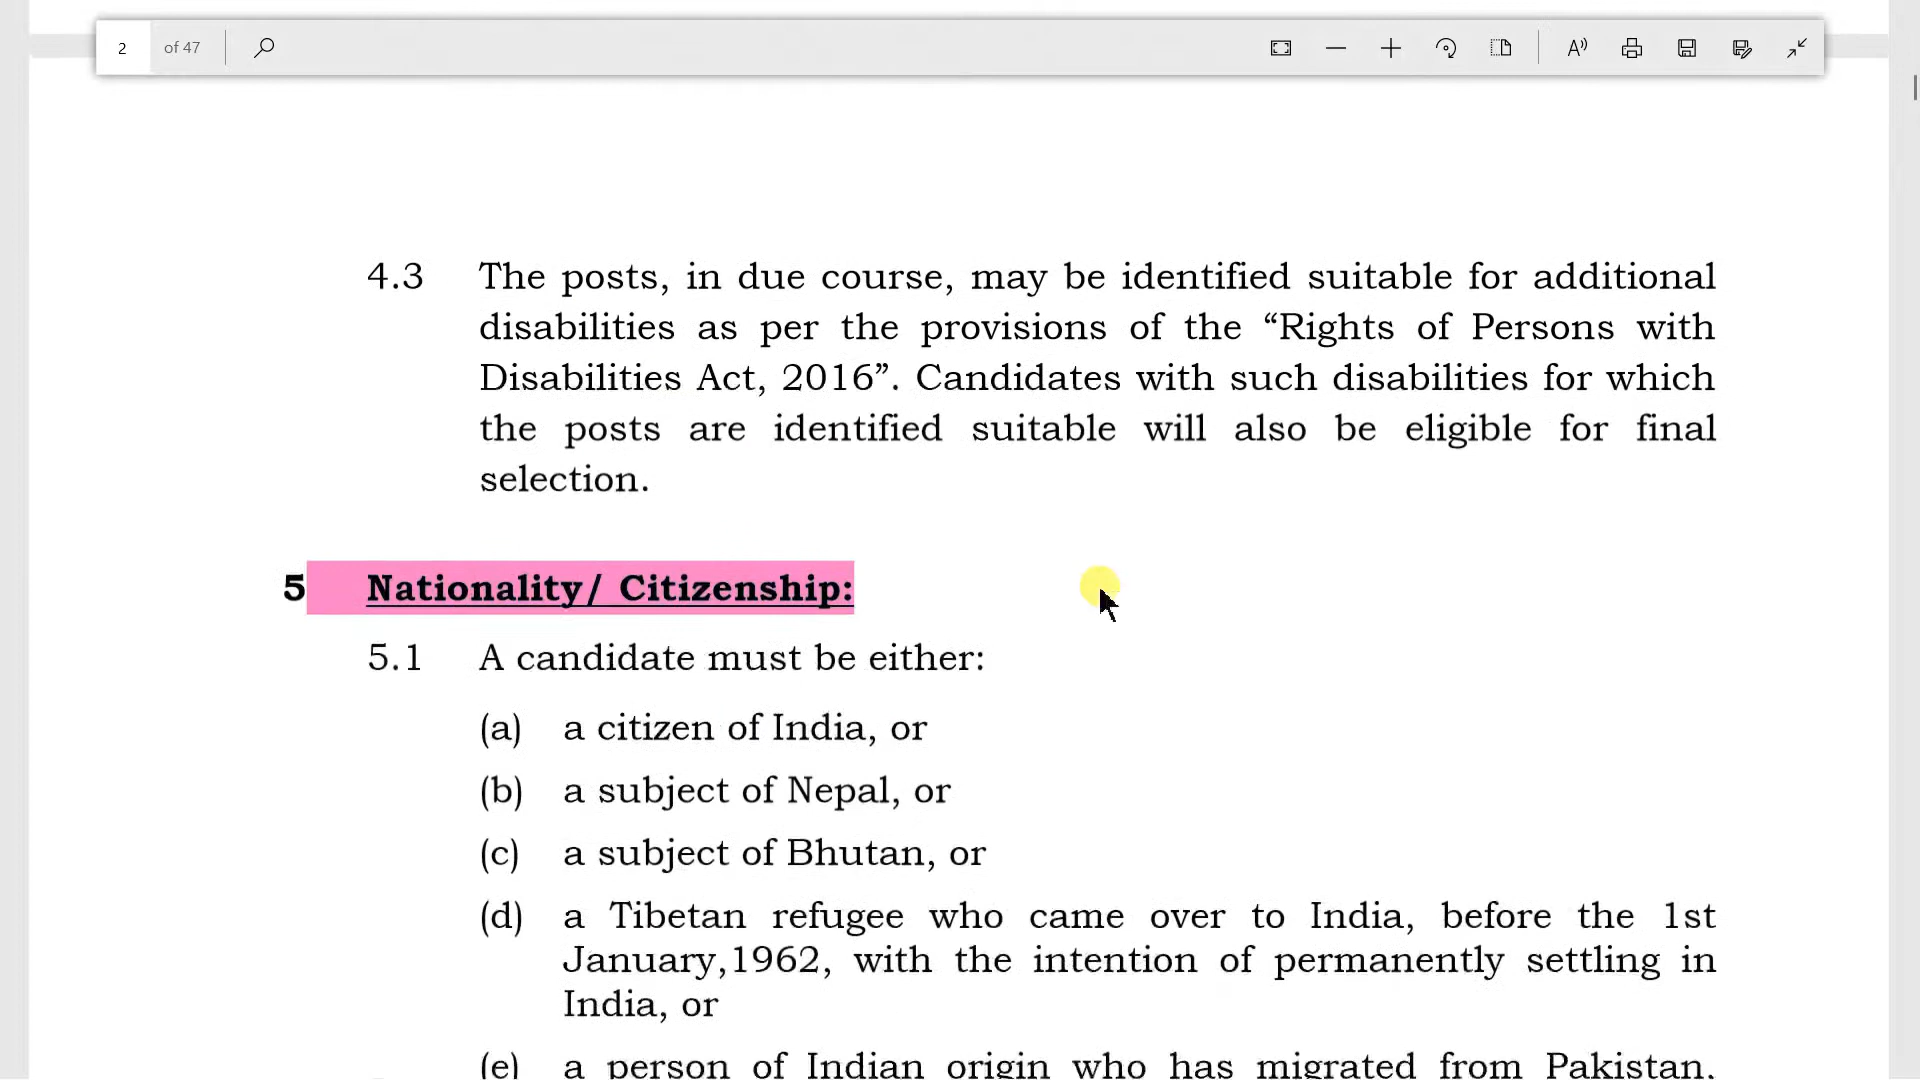 2 of 47
4.3 The posts, in due course, may be identified suitable for additional
disabilities as per the provisions of the “Rights of Persons with
Disabilities Act, 2016”. Candidates with such disabilities for which
the posts are identified suitable will also be eligible for final
selection.
5 Nationality/ Citizenship:
5.1 A candidate must be either:
(a) a citizen of India, or
(b) a subject of Nepal, or
(c) a subject of Bhutan, or
(d) a Tibetan refugee who came over to India, before the 1st
January,1962, with the intention of permanently settling in
India, or
(e) a person of Indian origin who has migrated from Pakistan,